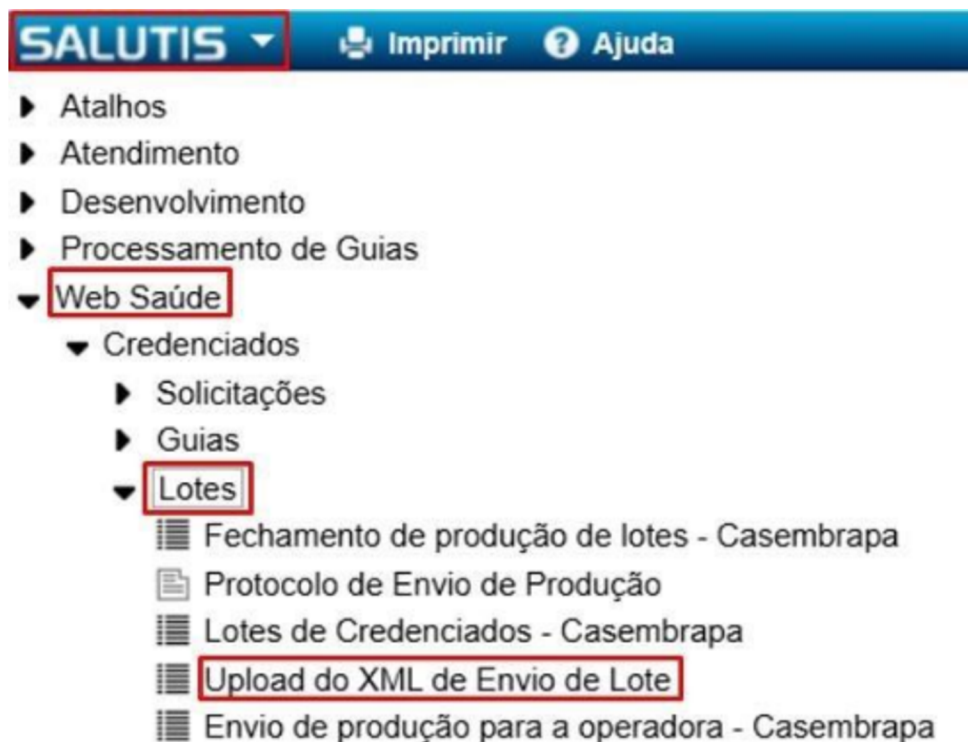 SALUTIS Imprimir Ajuda
Atalhos
Atendimento
Desenvolvimento
Processamento de Guias
Web Saúde
Credenciados
Solicitações
Guias
Lotes
Fechamento de produção de lotes - Casembrapa
Protocolo de Envio de Produção
Lotes de Credenciados - Casembrapa
Upload do XML de Envio de Lote
Envio de produção para a operadora - Casembrapa